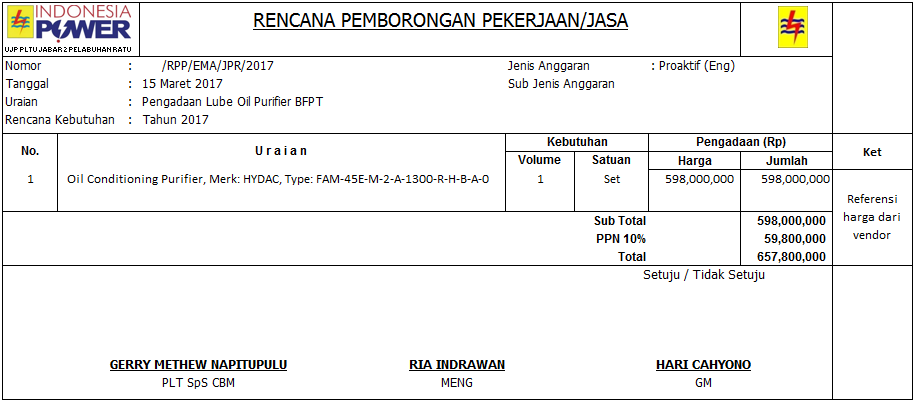 INDONESIA POWER
UJP PLTU JABAR 2 PELABUHAN RATU
RENCANA PEMBORONGAN PEKERJAAN/JASA
Nomor : /RPP/EMA/JPR/2017 Jenis Anggaran : Proaktif (Eng)
Tanggal : 15 Maret 2017 Sub Jenis Anggaran
Uraian : Pengadaan Lube Oil Purifier BFPT
Rencana Kebutuhan : Tahun 2017
No. U r a i a n Kebutuhan Pengadaan (Rp) Ket
Volume Satuan Harga Jumlah
1 Oil Conditioning Purifier, Merk: HYDAC, Type: FAM-45E-M-2-A-1300-R-H-B-A-0 1 Set 598,000,000 598,000,000
Referensi
harga dari
vendor
Sub Total 598,000,000
PPN 10% 59,800,000
Total 657,800,000
Setuju / Tidak Setuju
GERRY METHEW NAPITUPULU RIA INDRAWAN HARI CAHYONO
PLT SpS CBM MENG GM